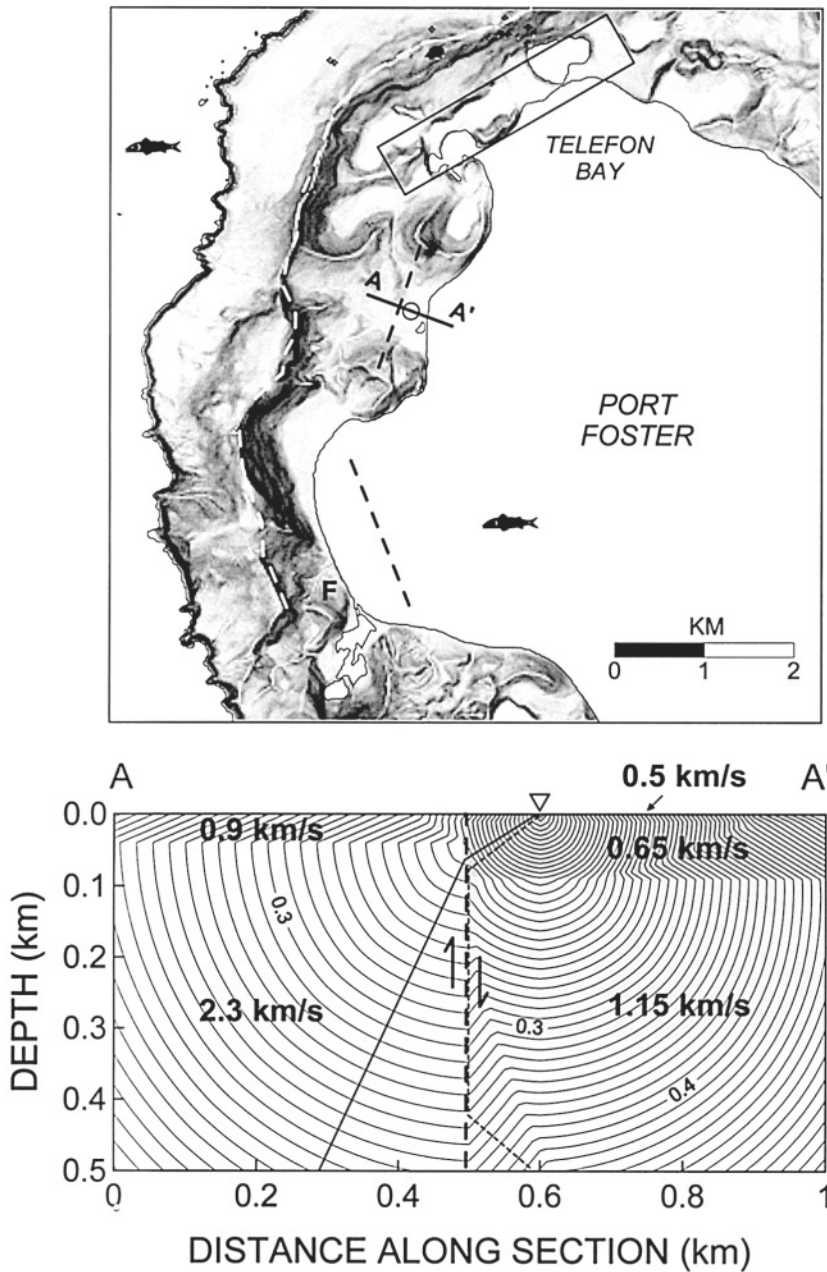 TELEFON
BAY
A
A'
PORT
FOSTER
F
KM
0 1 2
A
0.5 km/s
A'
0.0
0.9 km/s
0.65 km/s
0.1
0.3
0.2
2.3 km/s
1.15 km/s
0.3
0.3
0.4
0.4
0.5
0 0.2 0.4 0.6 0.8 1
DEPTH (km)
DISTANCE ALONG SECTION (km)